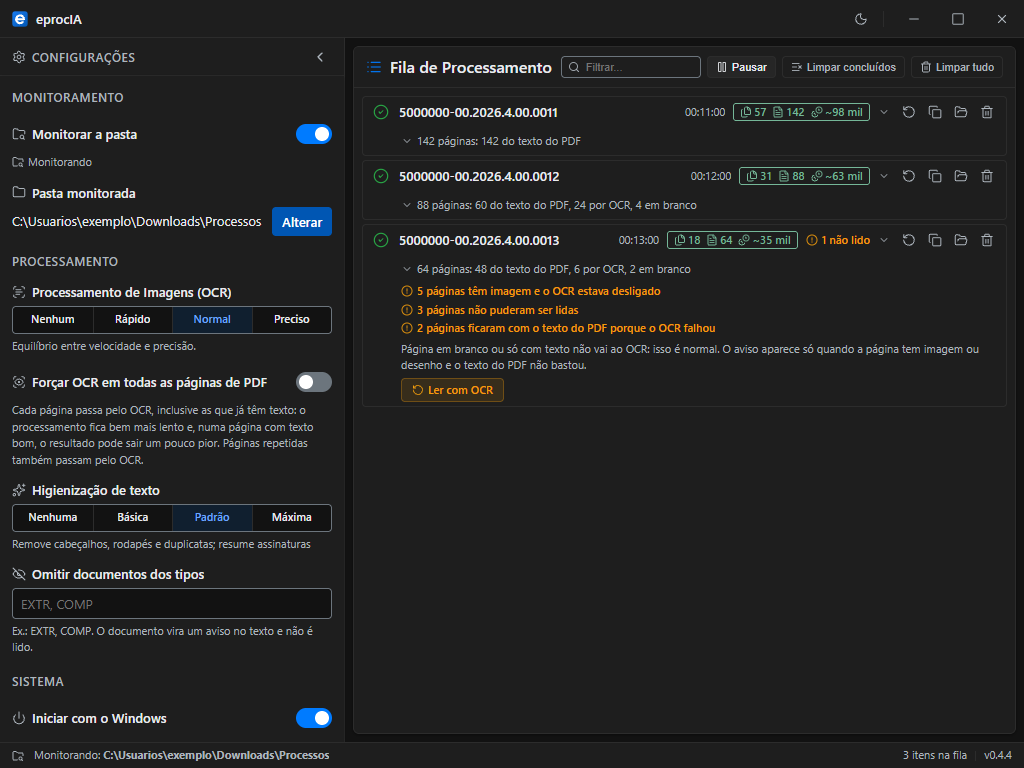 eprocIA
CONFIGURAÇÕES
MONITORAMENTO
Monitorar a pasta
Monitorando
Pasta monitorada
C:\Usuarios\exemplo\Downloads\Processos
Alterar
PROCESSAMENTO
Processamento de Imagens (OCR)
Nenhum Rápido Normal Preciso
Equilíbrio entre velocidade e precisão.
Forçar OCR em todas as páginas de PDF
Cada página passa pelo OCR, inclusive as que já têm texto: o
processamento fica bem mais lento e, numa página com texto
bom, o resultado pode sair um pouco pior. Páginas repetidas
também passam pelo OCR.
Higienização de texto
Nenhuma Básica Padrão Máxima
Remove cabeçalhos, rodapés e duplicatas; resume assinaturas
Omitir documentos dos tipos
EXTR, COMP
Ex.: EXTR, COMP. O documento vira um aviso no texto e não é
lido.
SISTEMA
Iniciar com o Windows
Fila de Processamento Filtrar... Pausar Limpar concluídos Limpar tudo
5000000-00.2026.4.00.0011 00:11:00 57 142 ~98 mil
142 páginas: 142 do texto do PDF
5000000-00.2026.4.00.0012 00:12:00 31 88 ~63 mil
88 páginas: 60 do texto do PDF, 24 por OCR, 4 em branco
5000000-00.2026.4.00.0013 00:13:00 18 64 ~35 mil 1 não lido
64 páginas: 48 do texto do PDF, 6 por OCR, 2 em branco
5 páginas têm imagem e o OCR estava desligado
3 páginas não puderam ser lidas
2 páginas ficaram com o texto do PDF porque o OCR falhou
Página em branco ou só com texto não vai ao OCR: isso é normal. O aviso aparece só quando a página tem imagem ou
desenho e o texto do PDF não bastou.
Ler com OCR
Monitorando: C:\Usuarios\exemplo\Downloads\Processos
3 itens na fila v0.4.4